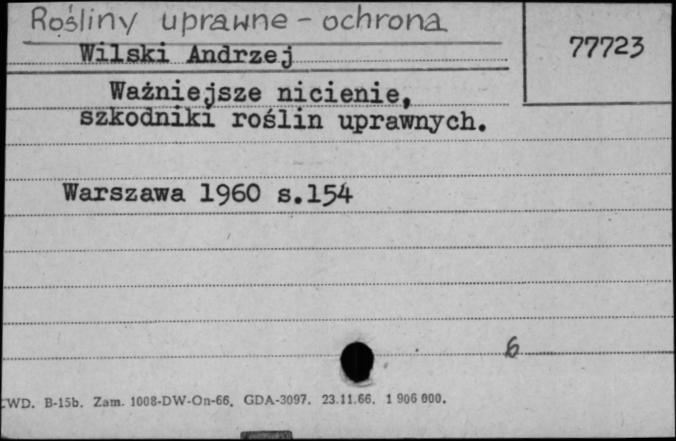 Rośliny uprawne - ochrona
Wilski Andrzej
77723
Ważniejsze nicienie,
szkodniki roślin uprawnych.
Warszawa 1960 s.154
6
WD. B-15b. Zam. 1008-DW-On-66. GDA-3097. 23.11.66. 1 906 000.